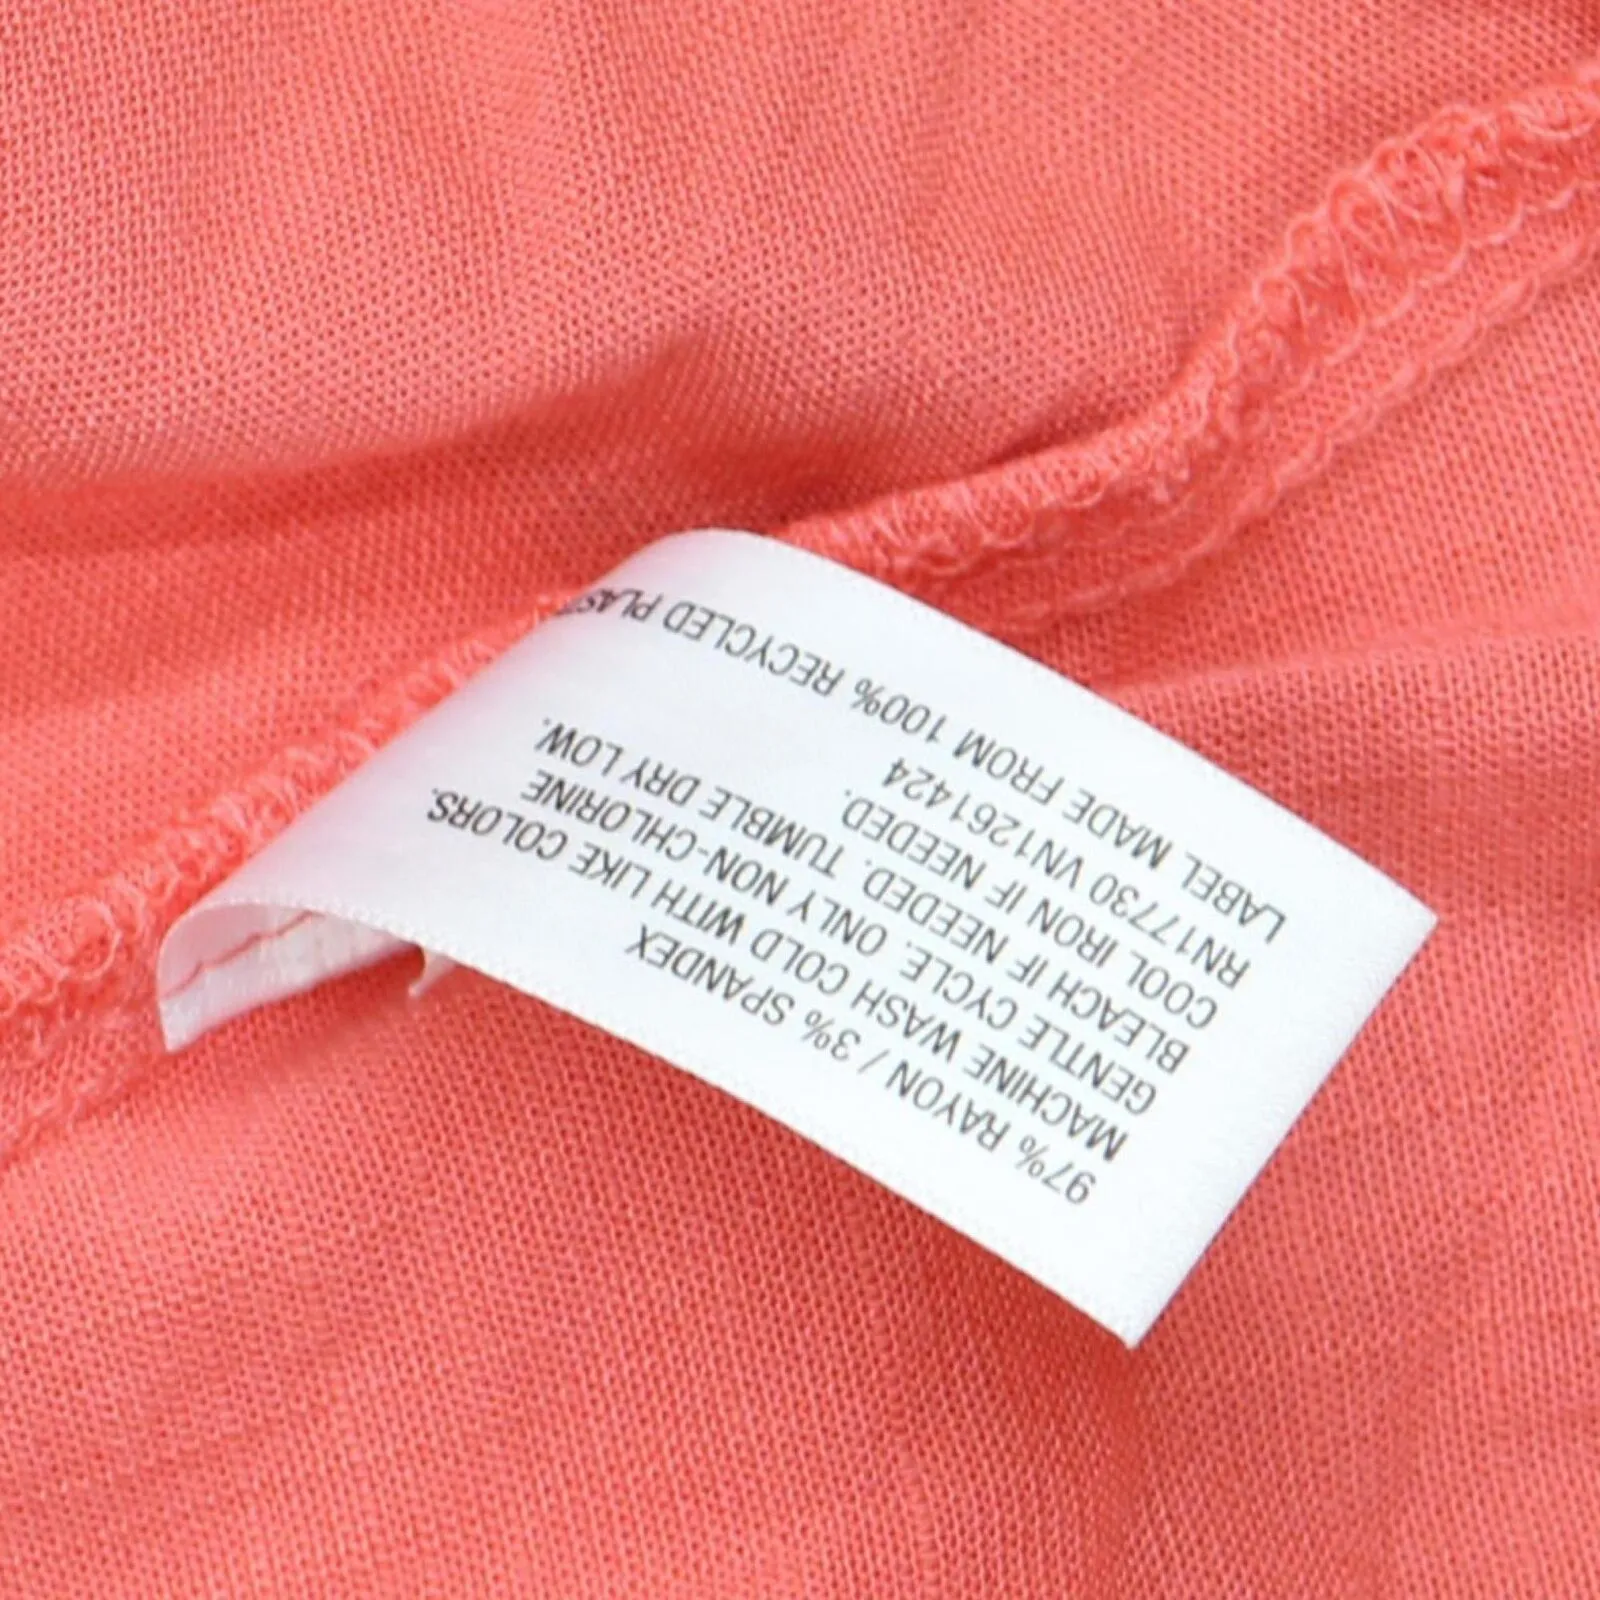 97% RAYON / 3% SPANDEX
MACHINE WASH COLD WITH LIKE COLORS.
GENTLE CYCLE. ONLY NON-CHLORINE
BLEACH IF NEEDED. TUMBLE DRY LOW.
COOL IRON IF NEEDED.
RN17730 VN1261424
LABEL MADE FROM 100% RECYCLED